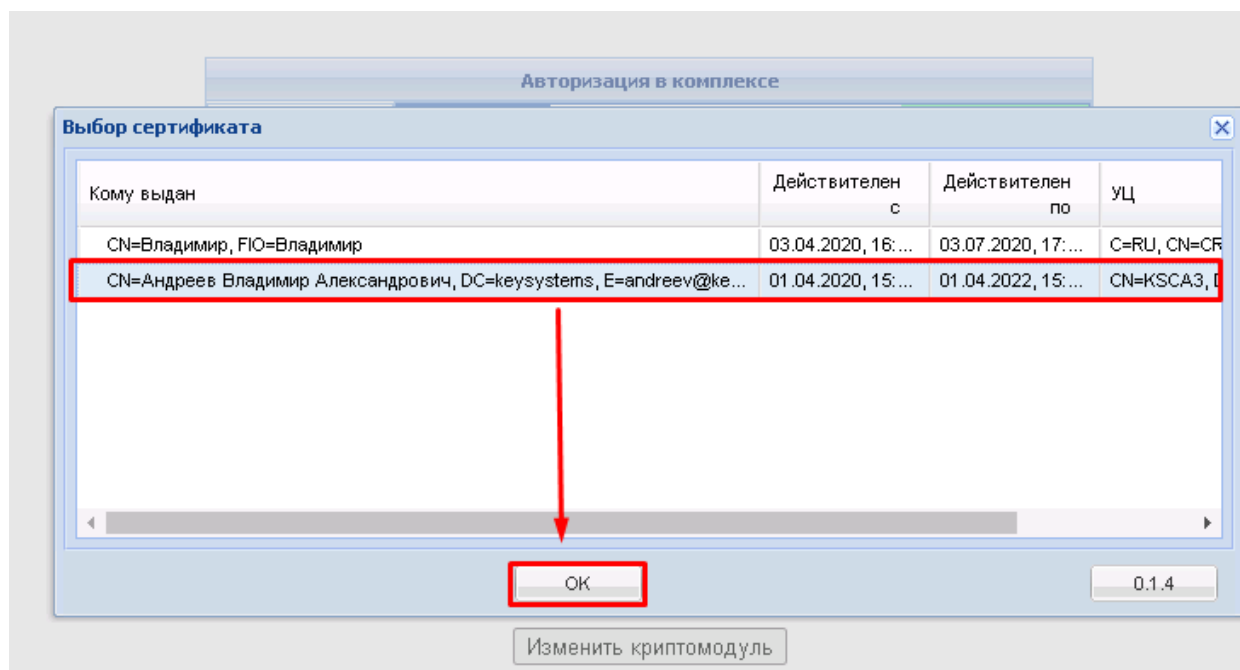 Авторизация в комплексе
Выбор сертификата
Кому выдан
Действителен с
Действителен по
УЦ
CN=Владимир, FIO=Владимир 03.04.2020, 16:... 03.07.2020, 17:... C=RU, CN=CR
CN=Андреев Владимир Александрович, DC=keysystems, E=andreev@ke... 01.04.2020, 15:... 01.04.2022, 15:... CN=KSCA3, D
OK
0.1.4
Изменить криптомодуль